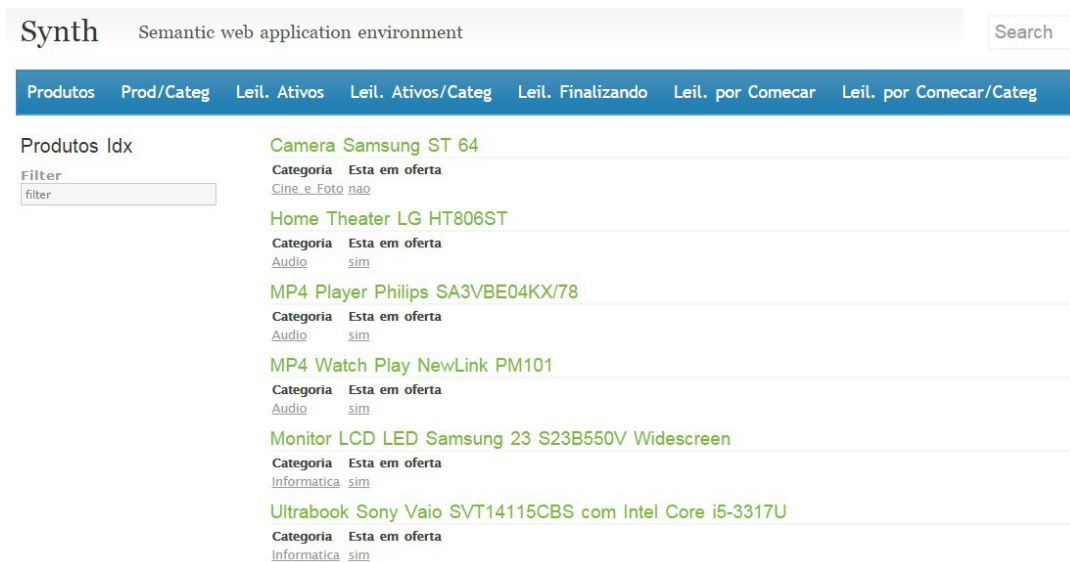 Synth Semantic web application environment Search
Produtos Prod/Categ Leil. Ativos Leil. Ativos/Categ Leil. Finalizando Leil. por Comecar Leil. por Comecar/Categ
Produtos Idx
Filter
filter
Camera Samsung ST 64
Categoria Esta em oferta
Cine e Foto nao
Home Theater LG HT806ST
Categoria Esta em oferta
Audio sim
MP4 Player Philips SA3VBE04KX/78
Categoria Esta em oferta
Audio sim
MP4 Watch Play NewLink PM101
Categoria Esta em oferta
Audio sim
Monitor LCD LED Samsung 23 S23B550V Widescreen
Categoria Esta em oferta
Informatica sim
Ultrabook Sony Vaio SVT14115CBS com Intel Core i5-3317U
Categoria Esta em oferta
Informatica sim